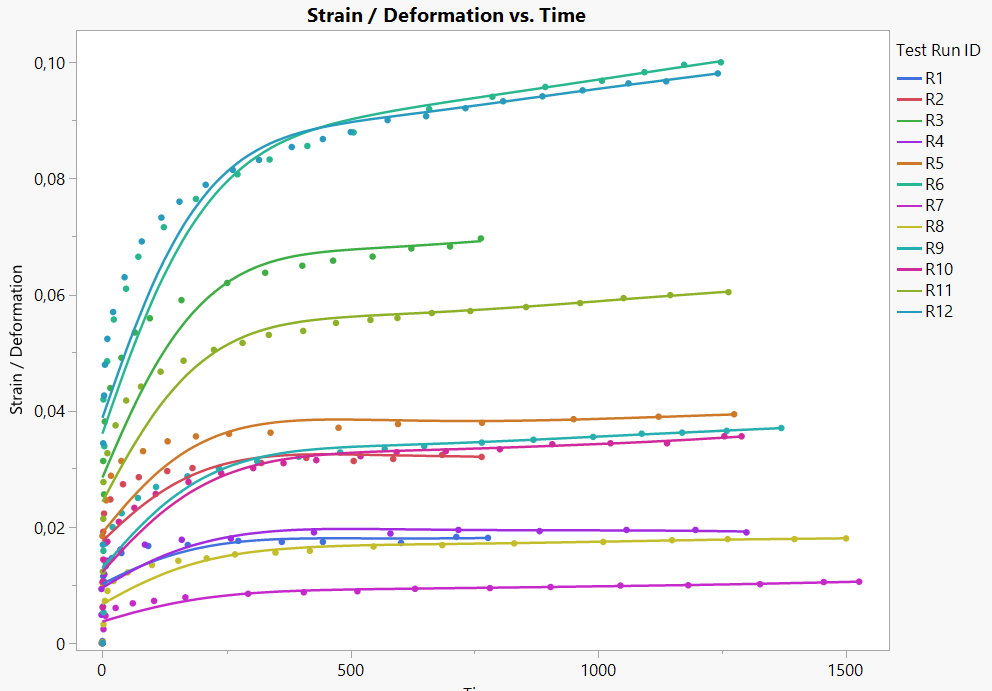 Strain / Deformation vs. Time
Strain / Deformation
0,10
0,08
0,06
0,04
0,02
0
0
500
1000
1500
Test Run ID
R1
R2
R3
R4
R5
R6
R7
R8
R9
R10
R11
R12